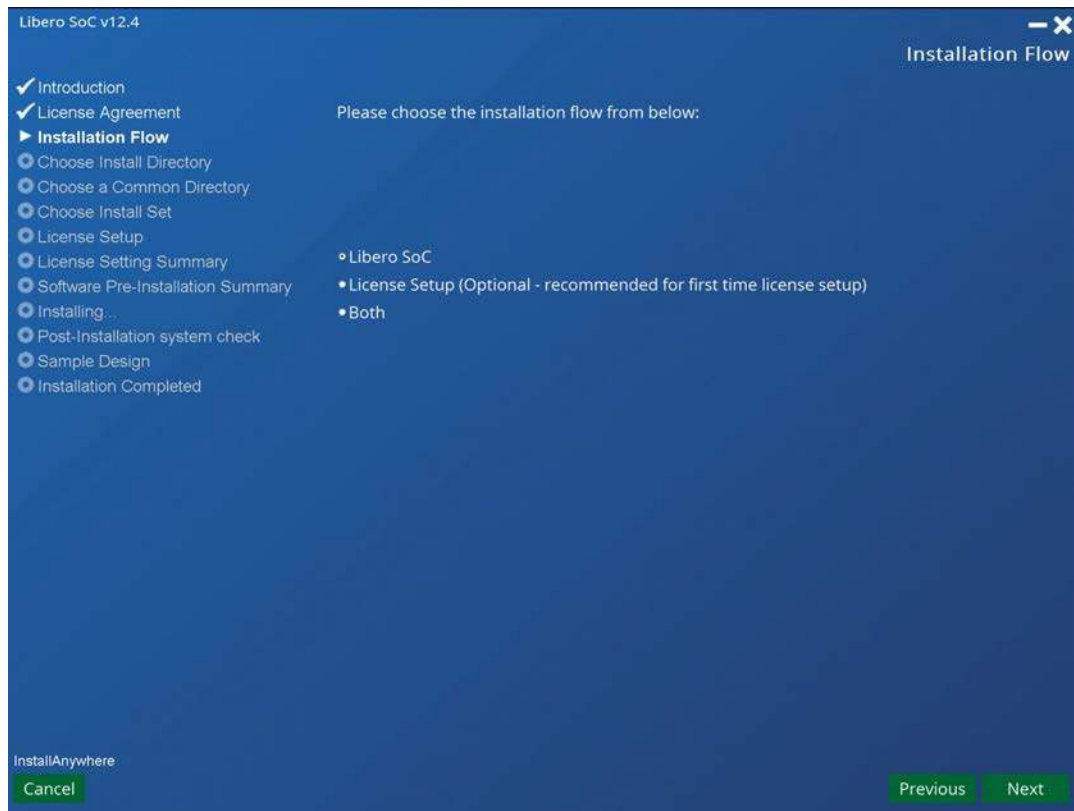 Libero SoC v12.4
Installation Flow
Introduction
License Agreement
Installation Flow
Choose Install Directory
Choose a Common Directory
Choose Install Set
License Setup
License Setting Summary
Software Pre-Installation Summary
Installing...
Post-Installation system check
Sample Design
Installation Completed
Please choose the installation flow from below:
Libero SoC
License Setup (Optional - recommended for first time license setup)
Both
InstallAnywhere
Cancel
Previous
Next